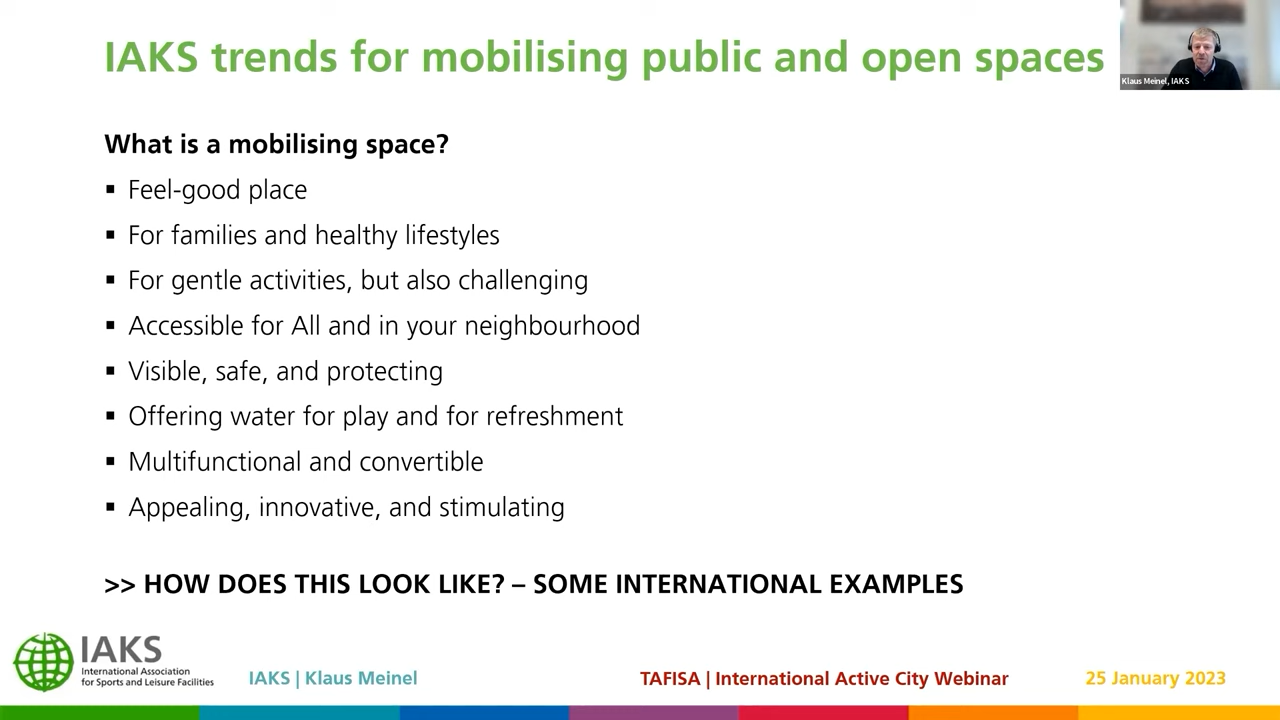 IAKS trends for mobilising public and open spaces
Klaus Meinel, IAKS
What is a mobilising space?
▪ Feel-good place
▪ For families and healthy lifestyles
▪ For gentle activities, but also challenging
▪ Accessible for All and in your neighbourhood
▪ Visible, safe, and protecting
▪ Offering water for play and for refreshment
▪ Multifunctional and convertible
▪ Appealing, innovative, and stimulating
>> HOW DOES THIS LOOK LIKE? – SOME INTERNATIONAL EXAMPLES
IAKS
International Association
for Sports and Leisure Facilities
IAKS | Klaus Meinel
TAFISA | International Active City Webinar
25 January 2023